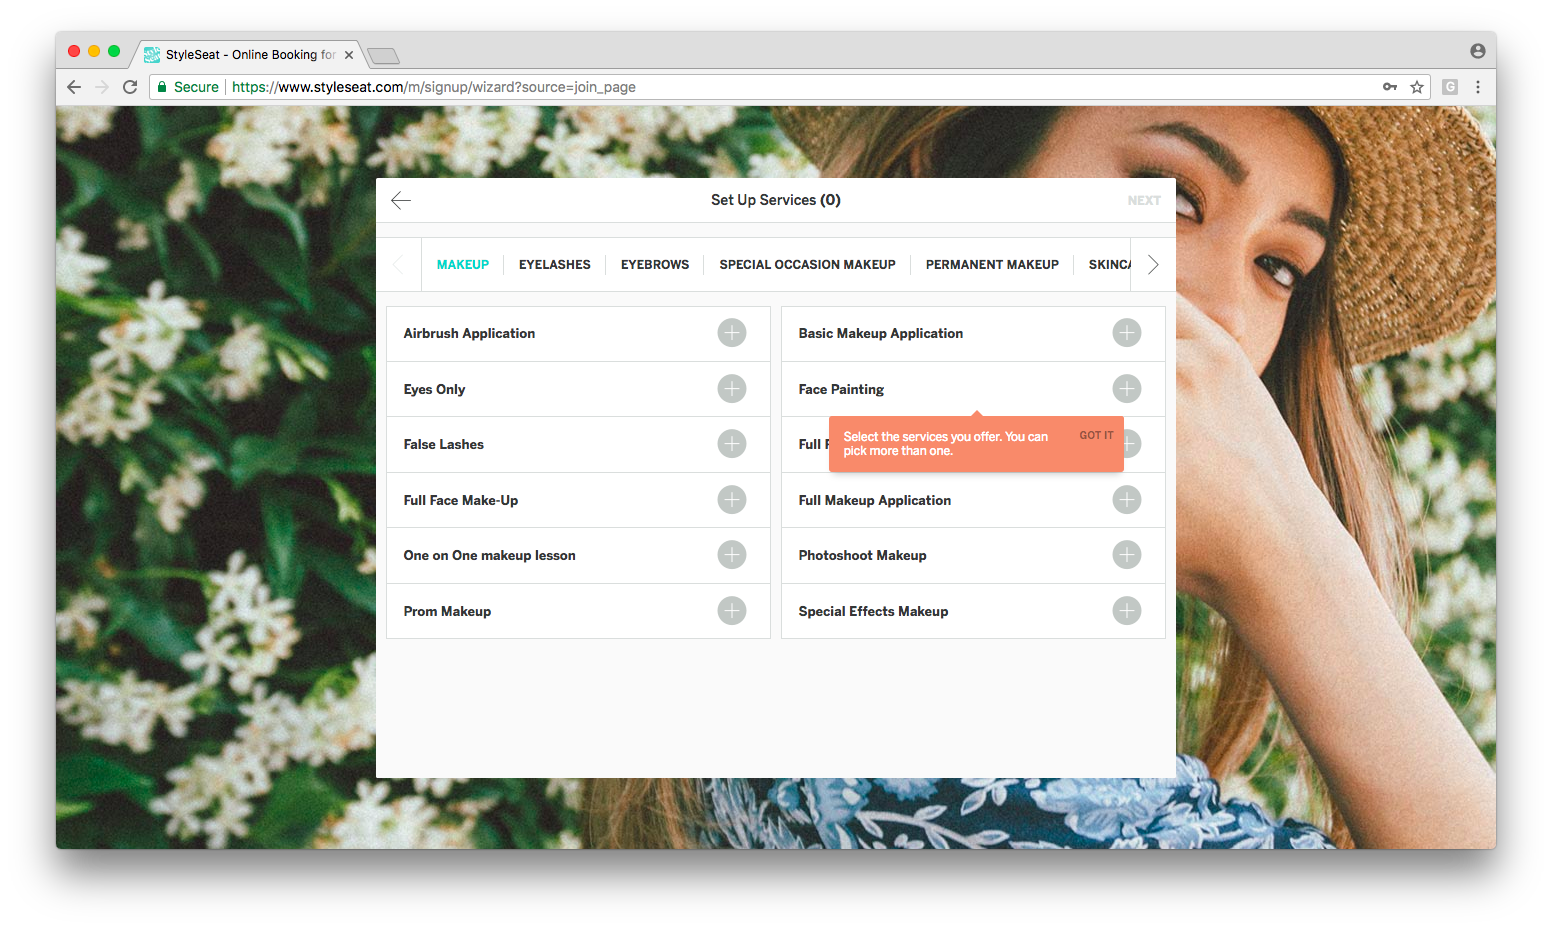 StyleSeat - Online Booking for
Secure https://www.styleseat.com/m/signup/wizard?source=join_page
G
Set Up Services (0)
NEXT
MAKEUP EYELASHES EYEBROWS SPECIAL OCCASION MAKEUP PERMANENT MAKEUP SKINCA
Airbrush Application
Basic Makeup Application
Eyes Only
Face Painting
False Lashes
Full F
Select the services you offer. You can
pick more than one.
GOT IT
Full Face Make-Up
Full Makeup Application
One on One makeup lesson
Photoshoot Makeup
Prom Makeup
Special Effects Makeup